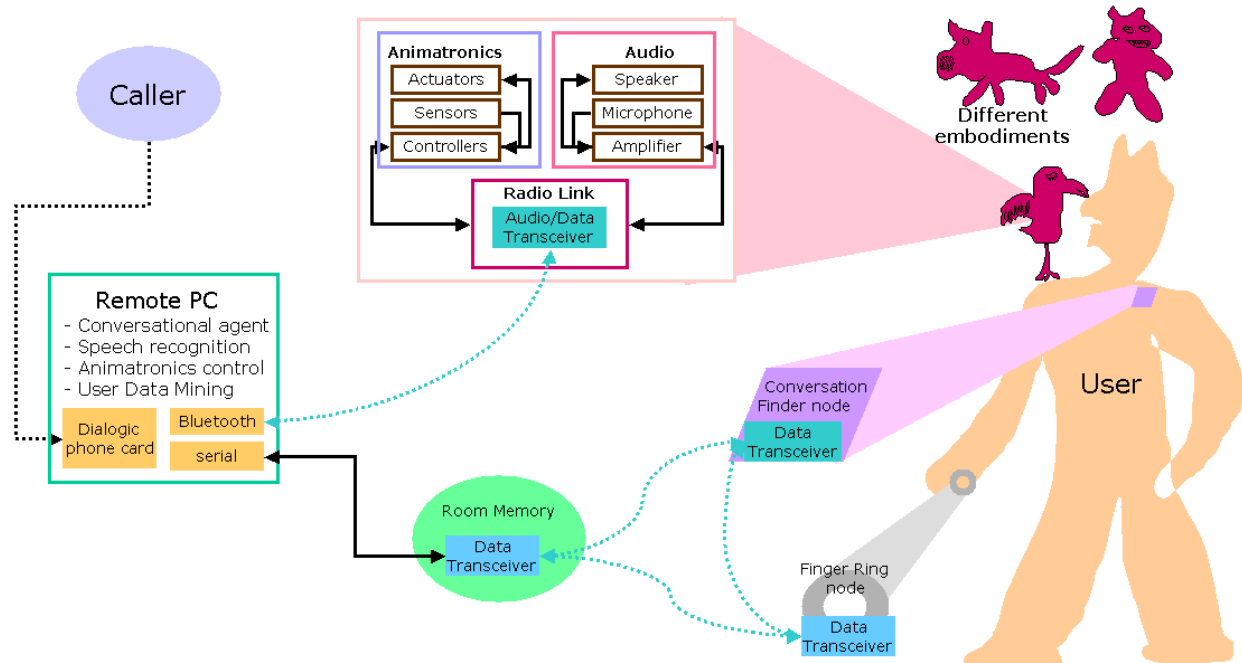 Caller
Animatronics
Actuators
Sensors
Controllers
Audio
Speaker
Microphone
Amplifier
Radio Link
Audio/Data
Transceiver
Different
embodiments
Remote PC
- Conversational agent
- Speech recognition
- Animatronics control
- User Data Mining
Dialogic
phone card
Bluetooth
serial
Conversation
Finder node
Data
Transceiver
User
Room Memory
Data
Transceiver
Finger Ring
node
Data
Transceiver